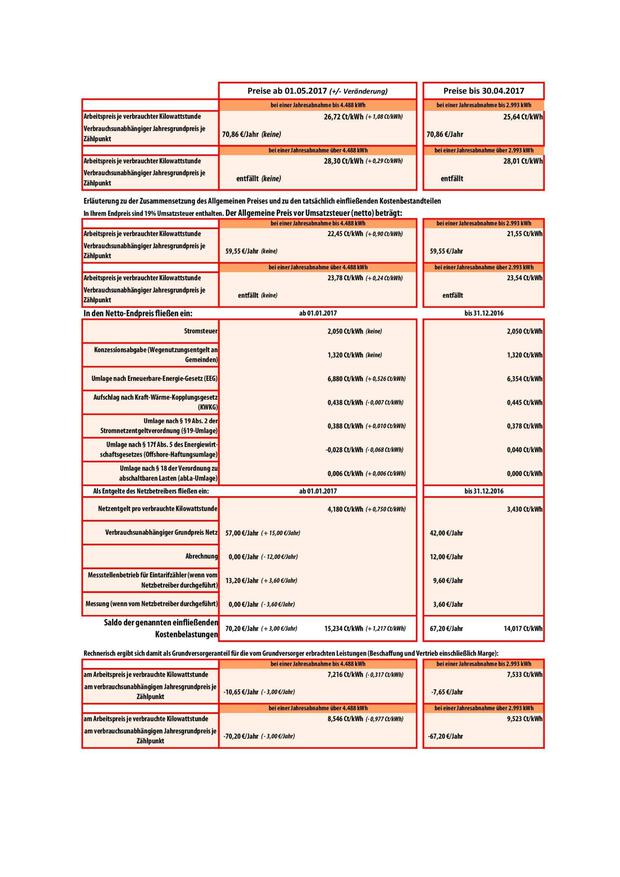 Preise ab 01.05.2017 (+/- Veränderung) Preise bis 30.04.2017
bei einer Jahresabnahme bis 4.488 kWh bei einer Jahresabnahme bis 2.993 kWh
Arbeitspreis je verbrauchter Kilowattstunde 26,72 Ct/kWh (+ 1,08 Ct/kWh) 25,64 Ct/kWh
Verbrauchsunabhängiger Jahresgrundpreis je
Zählpunkt 70,86 €/Jahr (keine) 70,86 €/Jahr
bei einer Jahresabnahme über 4.488 kWh bei einer Jahresabnahme über 2.993 kWh
Arbeitspreis je verbrauchter Kilowattstunde 28,30 Ct/kWh (+ 0,29 Ct/kWh) 28,01 Ct/kWh
Verbrauchsunabhängiger Jahresgrundpreis je
Zählpunkt entfällt (keine) entfällt
Erläuterung zu der Zusammensetzung des Allgemeinen Preises und zu den tatsächlich einfließenden Kostenbestandteilen
In Ihrem Endpreis sind 19% Umsatzsteuer enthalten. Der Allgemeine Preis vor Umsatzsteuer (netto) beträgt:
bei einer Jahresabnahme bis 4.488 kWh bei einer Jahresabnahme bis 2.993 kWh
Arbeitspreis je verbrauchter Kilowattstunde 22,45 Ct/kWh (+ 0,90 Ct/kWh) 21,55 Ct/kWh
Verbrauchsunabhängiger Jahresgrundpreis je
Zählpunkt 59,55 €/Jahr (keine) 59,55 €/Jahr
bei einer Jahresabnahme über 4.488 kWh bei einer Jahresabnahme über 2.993 kWh
Arbeitspreis je verbrauchter Kilowattstunde 23,78 Ct/kWh (+ 0,24 Ct/kWh) 23,54 Ct/kWh
Verbrauchsunabhängiger Jahresgrundpreis je
Zählpunkt entfällt (keine) entfällt
In den Netto-Endpreis fließen ein: ab 01.01.2017 bis 31.12.2016
Stromsteuer 2,050 Ct/kWh (keine) 2,050 Ct/kWh
Konzessionsabgabe (Wegenutzungsentgelt an
Gemeinden) 1,320 Ct/kWh (keine) 1,320 Ct/kWh
Umlage nach Erneuerbare-Energie-Gesetz (EEG) 6,880 Ct/kWh (+ 0,526 Ct/kWh) 6,354 Ct/kWh
Aufschlag nach Kraft-Wärme-Kopplungsgesetz
(KWKG) 0,438 Ct/kWh (- 0,007 Ct/kWh) 0,445 Ct/kWh
Umlage nach § 19 Abs. 2 der
Stromnetzentgeltverordnung (§19-Umlage) 0,388 Ct/kWh (+ 0,010 Ct/kWh) 0,378 Ct/kWh
Umlage nach § 17f Abs. 5 des Energiewirt-
schaftsgesetzes (Offshore-Haftungsumlage) -0,028 Ct/kWh (- 0,068 Ct/kWh) 0,040 Ct/kWh
Umlage nach § 18 der Verordnung zu
abschaltbaren Lasten (abLa-Umlage) 0,006 Ct/kWh (+ 0,006 Ct/kWh) 0,000 Ct/kWh
Als Entgelte des Netzbetreibers fließen ein: ab 01.01.2017 bis 31.12.2016
Netzentgelt pro verbrauchte Kilowattstunde 4,180 Ct/kWh (+ 0,750 Ct/kWh) 3,430 Ct/kWh
Verbrauchsunabhängiger Grundpreis Netz 57,00 €/Jahr (+ 15,00 €/Jahr) 42,00 €/Jahr
Abrechnung 0,00 €/Jahr (- 12,00 €/Jahr) 12,00 €/Jahr
Messstellenbetrieb für Eintarifzähler (wenn vom
Netzbetreiber durchgeführt) 13,20 €/Jahr (+ 3,60 €/Jahr) 9,60 €/Jahr
Messung (wenn vom Netzbetreiber durchgeführt) 0,00 €/Jahr (- 3,60 €/Jahr) 3,60 €/Jahr
Saldo der genannten einfließenden
Kostenbelastungen 70,20 €/Jahr (+ 3,00 €/Jahr) 15,234 Ct/kWh (+ 1,217 Ct/kWh) 67,20 €/Jahr 14,017 Ct/kWh
Rechnerisch ergibt sich damit als Grundversorgeranteil für die vom Grundversorger erbrachten Leistungen (Beschaffung und Vertrieb einschließlich Marge):
bei einer Jahresabnahme bis 4.488 kWh bei einer Jahresabnahme bis 2.993 kWh
am Arbeitspreis je verbrauchte Kilowattstunde 7,216 Ct/kWh (- 0,317 Ct/kWh) 7,533 Ct/kWh
am verbrauchsunabhängigen Jahresgrundpreis je
Zählpunkt -10,65 €/Jahr (- 3,00 €/Jahr) -7,65 €/Jahr
bei einer Jahresabnahme über 4.488 kWh bei einer Jahresabnahme über 2.993 kWh
am Arbeitspreis je verbrauchte Kilowattstunde 8,546 Ct/kWh (- 0,977 Ct/kWh) 9,523 Ct/kWh
am verbrauchsunabhängigen Jahresgrundpreis je
Zählpunkt -70,20 €/Jahr (- 3,00 €/Jahr) -67,20 €/Jahr